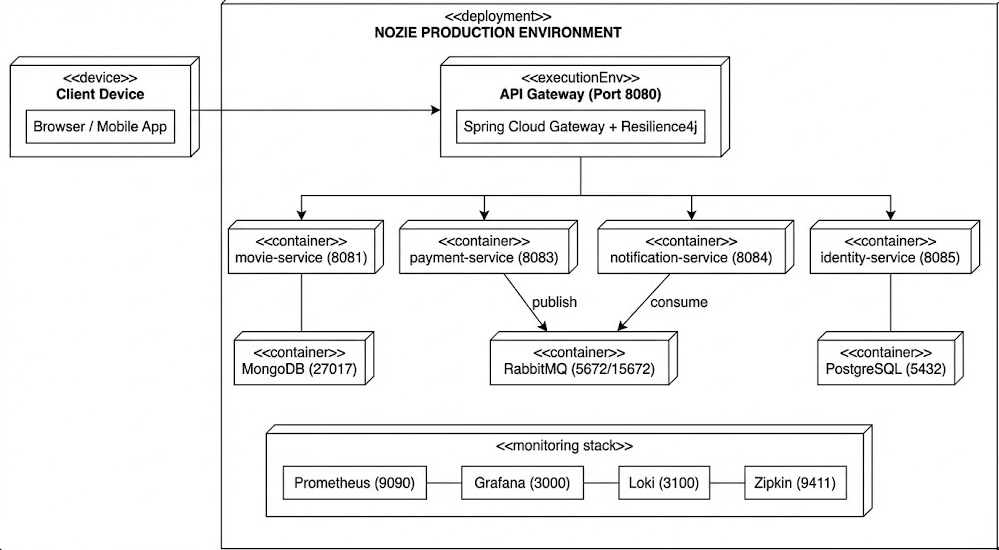 <<deployment>>
NOZIE PRODUCTION ENVIRONMENT
<<device>>
Client Device
Browser / Mobile App
<<executionEnv>>
API Gateway (Port 8080)
Spring Cloud Gateway + Resilience4j
<<container>>
movie-service (8081)
<<container>>
payment-service (8083)
<<container>>
notification-service (8084)
<<container>>
identity-service (8085)
publish
consume
<<container>>
MongoDB (27017)
<<container>>
RabbitMQ (5672/15672)
<<container>>
PostgreSQL (5432)
<<monitoring stack>>
Prometheus (9090)
Grafana (3000)
Loki (3100)
Zipkin (9411)